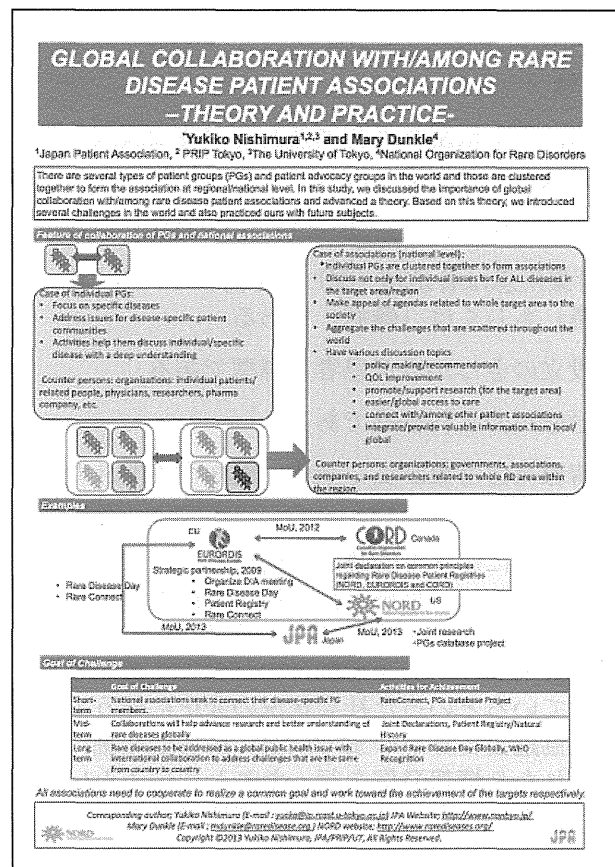 GLOBAL COLLABORATION WITH/AMONG RARE
DISEASE PATIENT ASSOCIATIONS
–THEORY AND PRACTICE-
*Yukiko Nishimura1,2,3 and Mary Dunkle4
1Japan Patient Association, 2 PRIP Tokyo, 3The University of Tokyo, 4National Organization for Rare Disorders
There are several types of patient groups (PGs) and patient advocacy groups in the world and those are clustered
together to form the association at regional/national level. In this study, we discussed the importance of global
collaboration with/among rare disease patient associations and advanced a theory. Based on this theory, we introduced
several challenges in the world and also practiced ours with future subjects.
Feature of collaboration of PGs and national associations
Case of individual PGs:
• Focus on specific diseases
• Address issues for disease-specific patient
communities
• Activities help them discuss individual/specific
disease with a deep understanding
Counter persons: organizations: individual patients/
related people, physicians, researchers, pharma
company, etc.
Case of associations (national level):
*Individual PGs are clustered together to form associations
• Discuss not only for individual issues but for ALL diseases in
the target area/region
• Make appeal of agendas related to whole target area to the
society
• Aggregate the challenges that are scattered throughout the
world
• Have various discussion topics
• policy making/recommendation
• QOL improvement
• promote/support research (for the target area)
• easier/global access to care
• connect with/among other patient associations
• integrate/provide valuable information from local/
global
Counter persons: organizations: governments, associations,
companies, and researchers related to whole RD area within
the region.
Examples
EU
EURORDIS
MoU, 2012
CORD
Canada
Strategic partnership, 2009
• Organize DIA meeting
• Rare Disease Day
• Patient Registry
• Rare Connect
Joint declaration on common principles
regarding Rare Disease Patient Registries
(NORD, EURORDIS and CORD)
• Rare Disease Day
• Rare Connect
NORD
US
MoU, 2013
JPA
Japan
MoU, 2013
•Joint research
•PGs database project
Goal of Challenge
Goal of Challenge Activities for Achievement
Short-term National associations seek to connect their disease-specific PG members. RareConnect, PGs Database Project
Mid-term Collaborations will help advance research and better understanding of rare diseases globally Joint Declarations, Patient Registry/Natural History
Long term Rare diseases to be addressed as a global public health issue with international collaboration to address challenges that are the same from country to country Expand Rare Disease Day Globally, WHO Recognition
All associations need to cooperate to realize a common goal and work toward the achievement of the targets respectively.
Corresponding author; Yukiko Nishimura (E-mail : JPA Website;
Mary Dunkle (E-mail ; mdunkle@rarediseases.org ) NORD website; http://www.rarediseases.org/
Copyright ©2013 Yukiko Nishimura, JPA/PRIP/UT, All Rights Reserved.
NORD
JPA